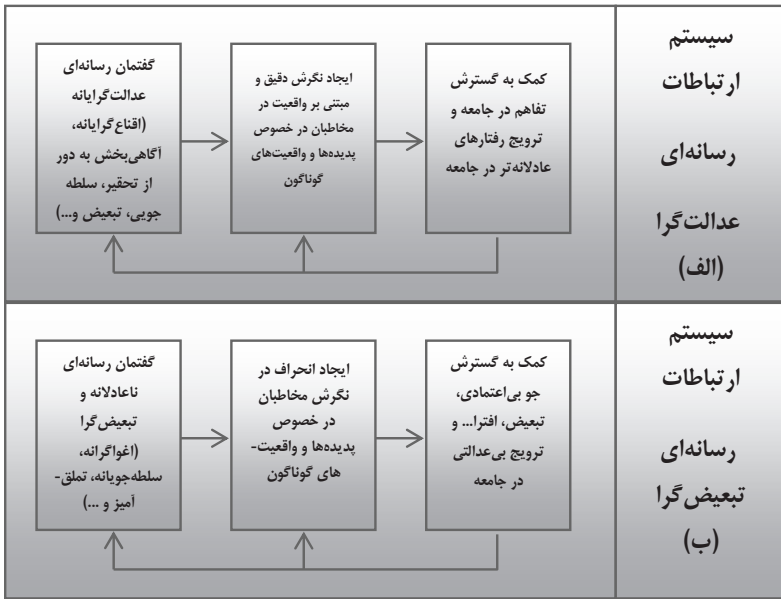 سیستم
ارتباطات
رسانه‌ای
عدالت‌گرا
(الف)
گفتمان رسانه‌ای
عدالت‌گرایانه
(اقناع‌گرایانه،
آگاهی‌بخش به دور
از تحقیر، سلطه
جویی، تبعیض و...)
ایجاد نگرش دقیق و
مبتنی بر واقعیت در
مخاطبان در خصوص
پدیده‌ها و واقعیت‌های
گوناگون
کمک به گسترش
تفاهم در جامعه و
ترویج رفتارهای
عادلانه‌تر در جامعه
سیستم
ارتباطات
رسانه‌ای
تبعیض‌گرا
(ب)
گفتمان رسانه‌ای
ناعادلانه و
تبعیض‌گرا
(اغواگرانه،
سلطه‌جویانه، تملق-
آمیز و ...)
ایجاد انحراف در
نگرش مخاطبان
در خصوص
پدیده‌ها و واقعیت-
های گوناگون
کمک به گسترش
جو بی‌اعتمادی،
تبعیض، افترا... و
ترویج بی‌عدالتی
در جامعه